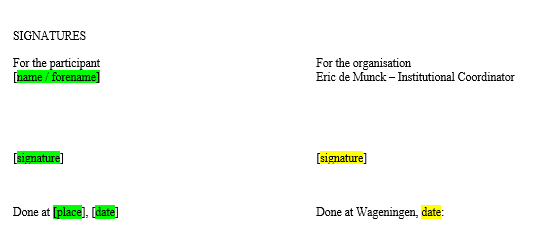 SIGNATURES
For the participant
[name / forename]
For the organisation
Eric de Munck – Institutional Coordinator
[signature]
[signature]
Done at [place], [date]
Done at Wageningen, date: